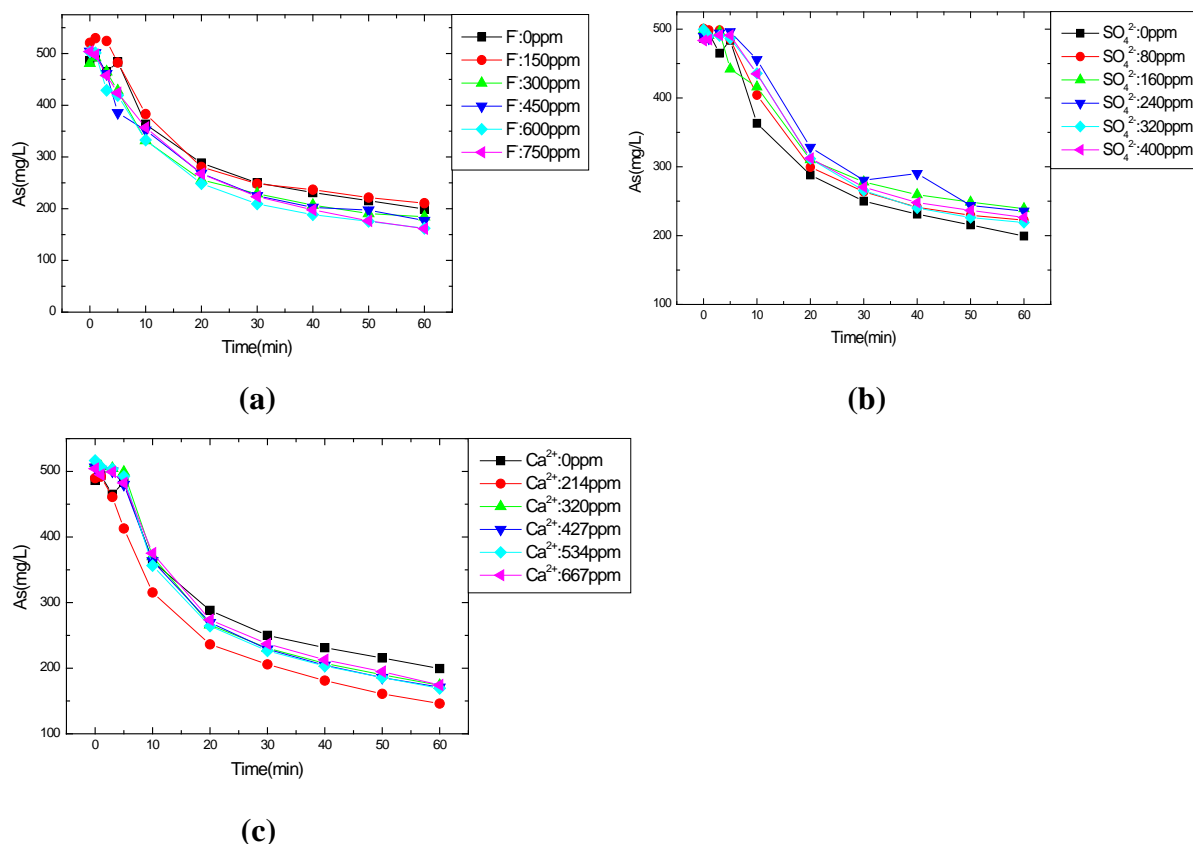 (a)
500
400
300
200
100
0
As(mg/L)
0 10 20 30 40 50 60
Time(min)
F-:0ppm
F-:150ppm
F-:300ppm
F-:450ppm
F-:600ppm
F-:750ppm
(a)
500
400
300
200
100
As(mg/L)
0 10 20 30 40 50 60
Time(min)
SO₄²⁻:0ppm
SO₄²⁻:80ppm
SO₄²⁻:160ppm
SO₄²⁻:240ppm
SO₄²⁻:320ppm
SO₄²⁻:400ppm
(b)
500
400
300
200
100
As(mg/L)
0 10 20 30 40 50 60
Time(min)
Ca²⁺:0ppm
Ca²⁺:214ppm
Ca²⁺:320ppm
Ca²⁺:427ppm
Ca²⁺:534ppm
Ca²⁺:667ppm
(c)